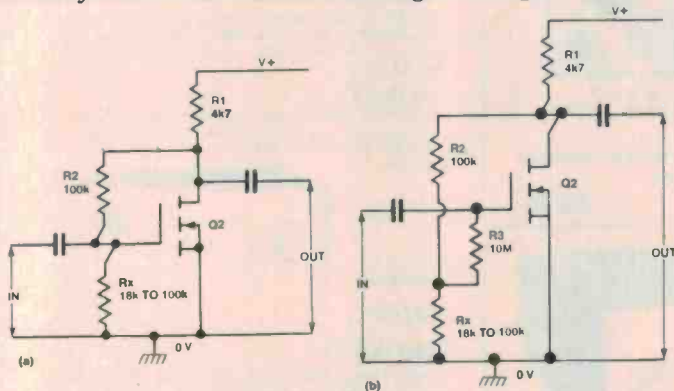 V+
R1
4k7
R2
100k
Q2
IN
OUT
Rx
18k TO 100k
0 V
(a)
V+
R1
4k7
R2
100k
Q2
R3
10M
IN
OUT
Rx
18k TO 100k
0 V
(b)